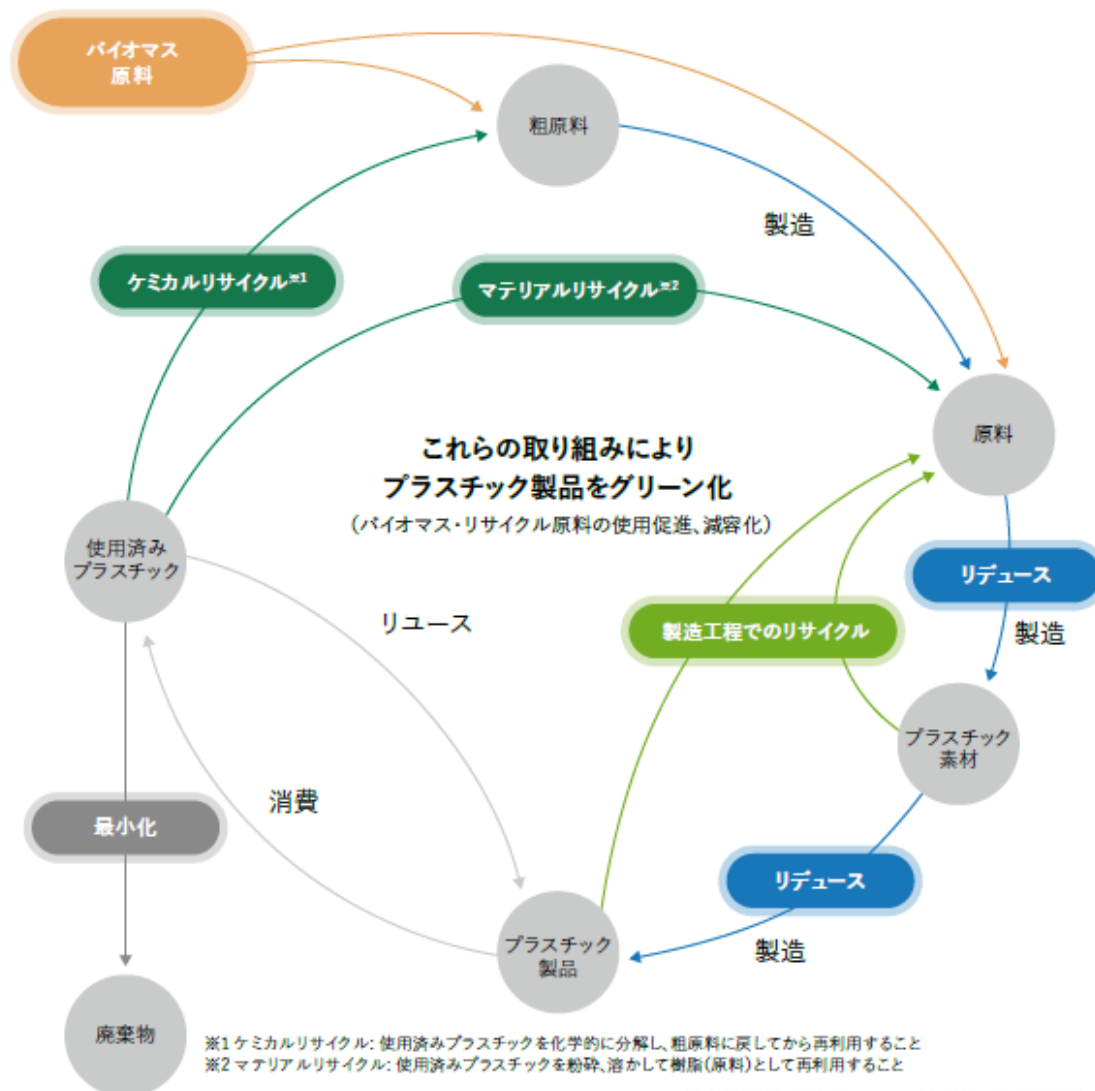 バイオマス
原料
粗原料
製造
ケミカルリサイクル※1
マテリアルリサイクル※2
原料
これらの取り組みにより
プラスチック製品をグリーン化
(バイオマス・リサイクル原料の使用促進、減容化)
使用済み
プラスチック
リデュース
リユース
製造工程でのリサイクル
製造
プラスチック
素材
消費
最小化
リデュース
プラスチック
製品
製造
廃棄物
※1 ケミカルリサイクル: 使用済みプラスチックを化学的に分解し、粗原料に戻してから再利用すること
※2 マテリアルリサイクル: 使用済みプラスチックを粉砕、溶かして樹脂(原料)として再利用すること